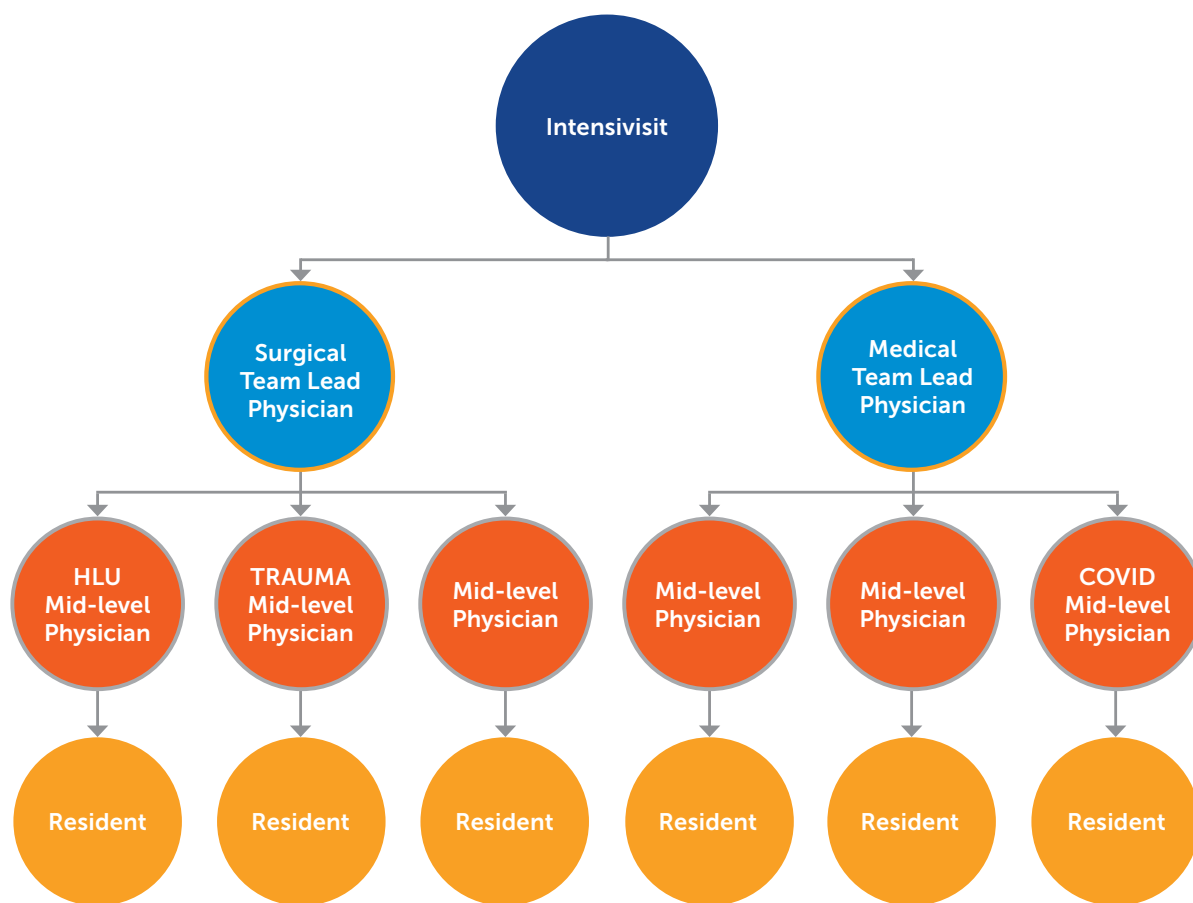 Intensivisit
Surgical
Team Lead
Physician
Medical
Team Lead
Physician
HLU
Mid-level
Physician
TRAUMA
Mid-level
Physician
Mid-level
Physician
Mid-level
Physician
Mid-level
Physician
COVID
Mid-level
Physician
Resident
Resident
Resident
Resident
Resident
Resident